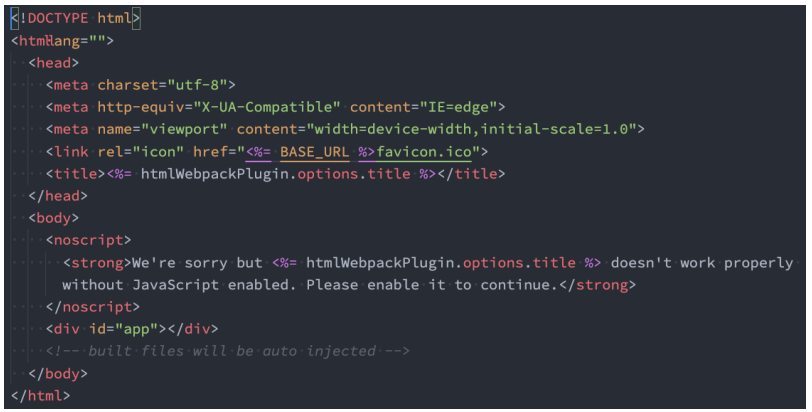 <!DOCTYPE html>
<html lang="">
<head>
<meta charset="utf-8">
<meta http-equiv="X-UA-Compatible" content="IE=edge">
<meta name="viewport" content="width=device-width,initial-scale=1.0">
<link rel="icon" href="<%= BASE_URL %>favicon.ico">
<title><%= htmlWebpackPlugin.options.title %></title>
</head>
<body>
<noscript>
<strong>We're sorry but <%= htmlWebpackPlugin.options.title %> doesn't work properly
without JavaScript enabled. Please enable it to continue.</strong>
</noscript>
<div id="app"></div>
<!-- built files will be auto injected -->
</body>
</html>